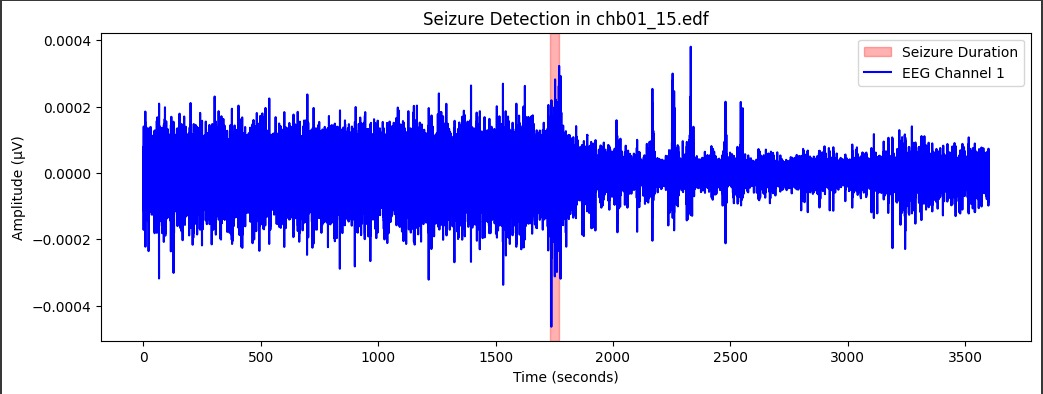 Seizure Detection in chb01_15.edf
Seizure Duration
EEG Channel 1
Amplitude (µV)
0.0004
0.0002
0.0000
−0.0002
−0.0004
0 500 1000 1500 2000 2500 3000 3500
Time (seconds)